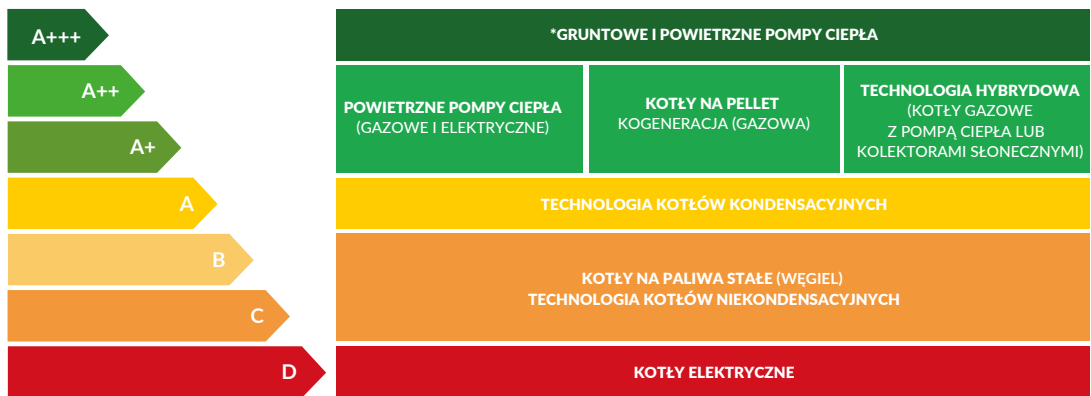 A+++
*GRUNTOWE I POWIETRZNE POMPY CIEPŁA
A++
A+
POWIETRZNE POMPY CIEPŁA
(GAZOWE I ELEKTRYCZNE)
KOTŁY NA PELLET
KOGENERACJA (GAZOWA)
TECHNOLOGIA HYBRYDOWA
(KOTŁY GAZOWE
Z POMPĄ CIEPŁA LUB
KOLEKTORAMI SŁONECZNYMI)
A
TECHNOLOGIA KOTŁÓW KONDENSACYJNYCH
B
C
KOTŁY NA PALIWA STAŁE (WĘGIEL)
TECHNOLOGIA KOTŁÓW NIEKONDENSACYJNYCH
D
KOTŁY ELEKTRYCZNE